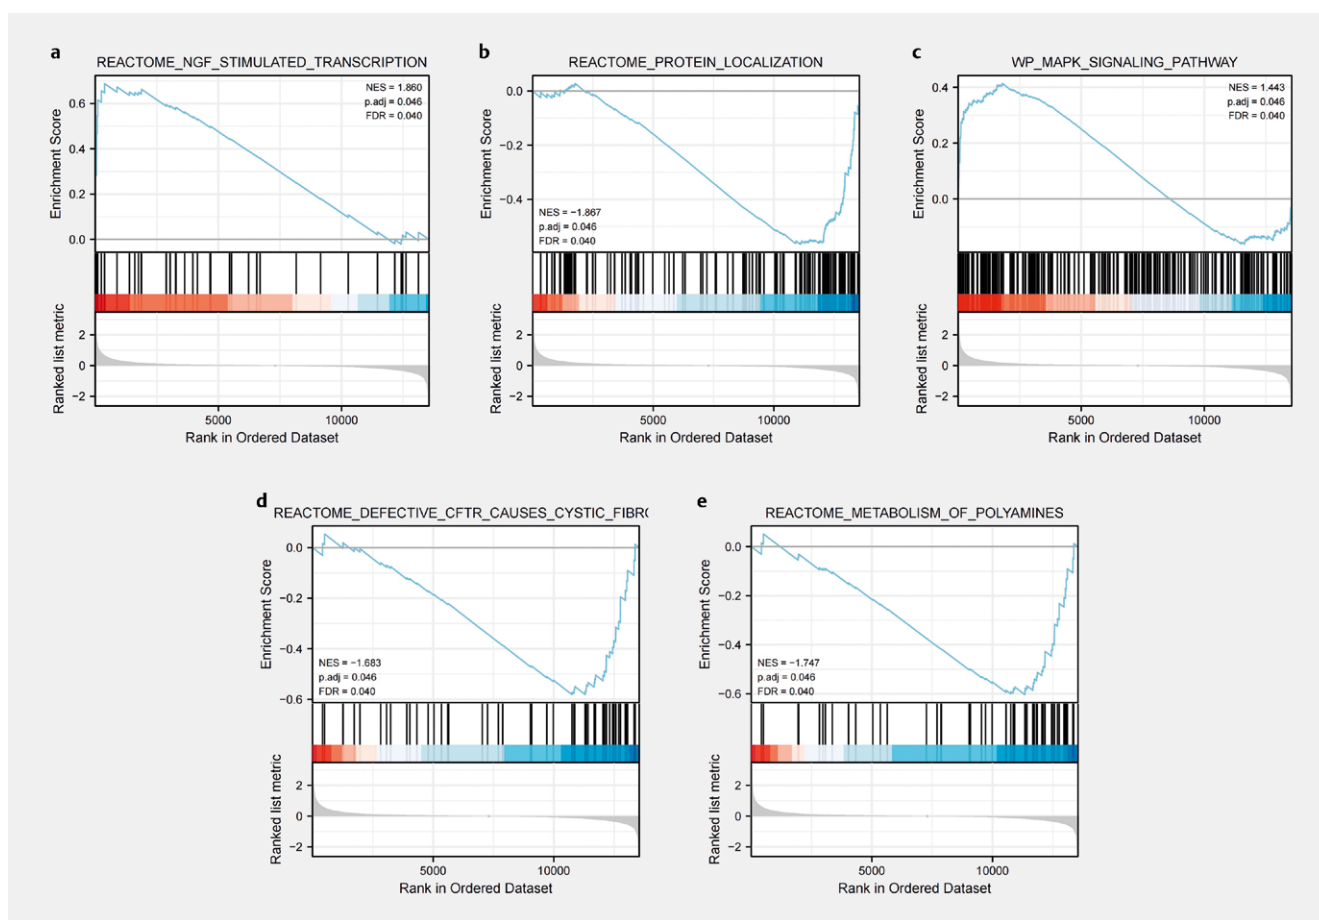 a
REACTOME_NGF_STIMULATED_TRANSCRIPTION
NES = 1.860
p.adj = 0.046
FDR = 0.040
Enrichment Score
0.6
0.4
0.2
0.0
Ranked list metric
2
0
−2
5000 10000
Rank in Ordered Dataset
b
REACTOME_PROTEIN_LOCALIZATION
NES = −1.867
p.adj = 0.046
FDR = 0.040
Enrichment Score
0.0
−0.2
−0.4
Ranked list metric
2
0
−2
5000 10000
Rank in Ordered Dataset
c
WP_MAPK_SIGNALING_PATHWAY
NES = 1.443
p.adj = 0.046
FDR = 0.040
Enrichment Score
0.4
0.2
0.0
Ranked list metric
2
0
−2
5000 10000
Rank in Ordered Dataset
d
REACTOME_DEFECTIVE_CFTR_CAUSES_CYSTIC_FIBR
NES = −1.683
p.adj = 0.046
FDR = 0.040
Enrichment Score
0.0
−0.2
−0.4
−0.6
Ranked list metric
2
0
−2
5000 10000
Rank in Ordered Dataset
e
REACTOME_METABOLISM_OF_POLYAMINES
NES = −1.747
p.adj = 0.046
FDR = 0.040
Enrichment Score
0.0
−0.2
−0.4
−0.6
Ranked list metric
2
0
−2
5000 10000
Rank in Ordered Dataset